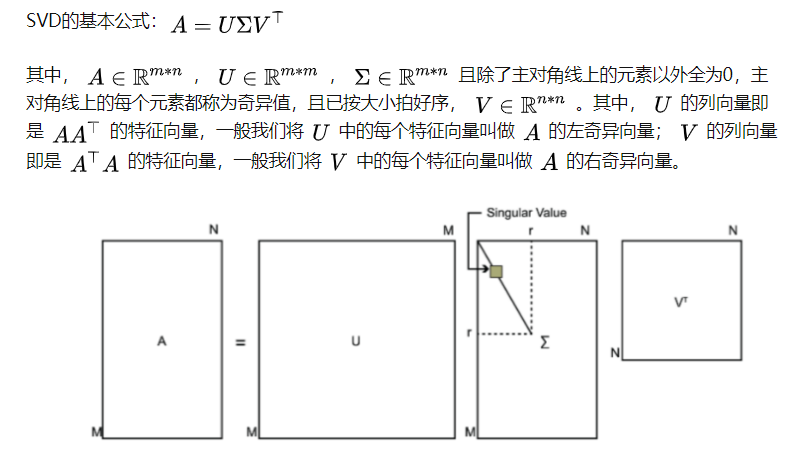 SVD的基本公式： A = UΣV⊤
其中， A ∈ ℝᵐ*ⁿ ， U ∈ ℝᵐ*ᵐ ， Σ ∈ ℝᵐ*ⁿ 且除了主对角线上的元素以外全为0，主
对角线上的每个元素都称为奇异值，且已按大小拍好序， V ∈ ℝⁿ*ⁿ 。其中， U 的列向量即
是 AA⊤ 的特征向量，一般我们将 U 中的每个特征向量叫做 A 的左奇异向量； V 的列向量
即是 A⊤A 的特征向量，一般我们将 V 中的每个特征向量叫做 A 的右奇异向量。
Singular Value
N M r N N
A = U r Σ Vᵀ
N
M M M